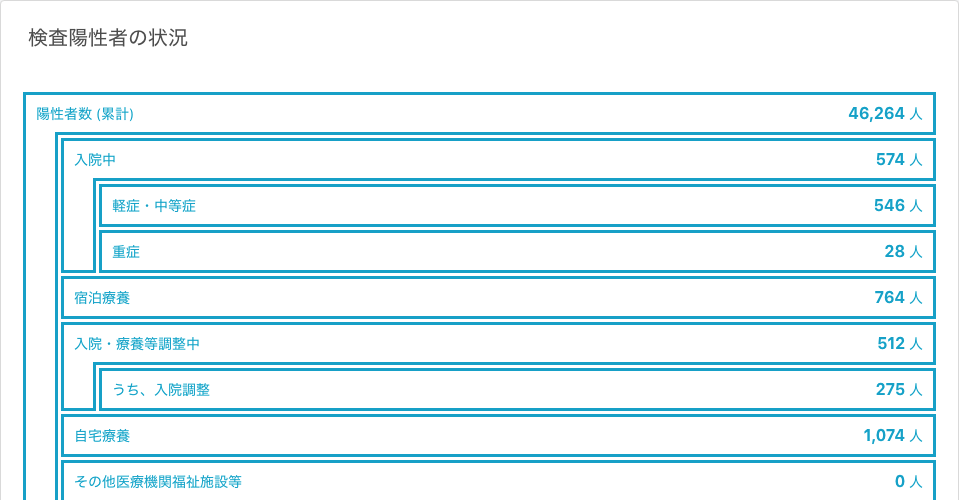 検査陽性者の状況
陽性者数 (累計) 46,264 人
入院中 574 人
軽症・中等症 546 人
重症 28 人
宿泊療養 764 人
入院・療養等調整中 512 人
うち、入院調整 275 人
自宅療養 1,074 人
その他医療機関福祉施設等 0 人